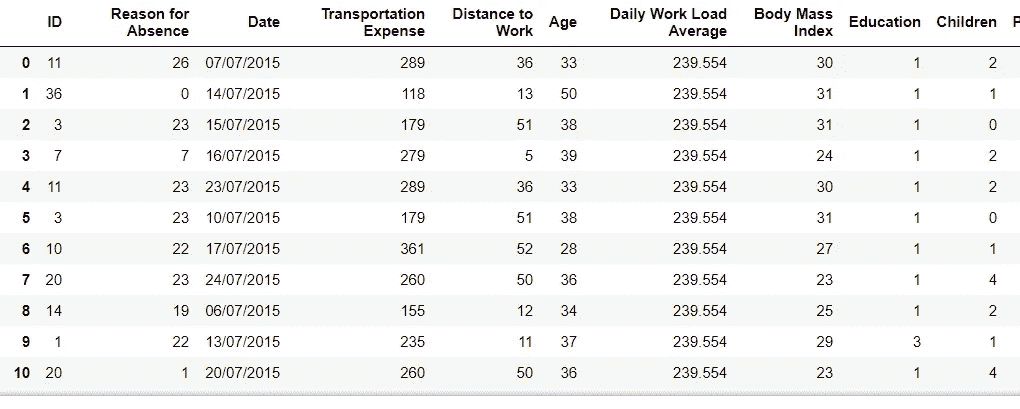 ID Reason for Absence Date Transportation Expense Distance to Work Age Daily Work Load Average Body Mass Index Education Children P
0 11 26 07/07/2015 289 36 33 239.554 30 1 2
1 36 0 14/07/2015 118 13 50 239.554 31 1 1
2 3 23 15/07/2015 179 51 38 239.554 31 1 0
3 7 7 16/07/2015 279 5 39 239.554 24 1 2
4 11 23 23/07/2015 289 36 33 239.554 30 1 2
5 3 23 10/07/2015 179 51 38 239.554 31 1 0
6 10 22 17/07/2015 361 52 28 239.554 27 1 1
7 20 23 24/07/2015 260 50 36 239.554 23 1 4
8 14 19 06/07/2015 155 12 34 239.554 25 1 2
9 1 22 13/07/2015 235 11 37 239.554 29 3 1
10 20 1 20/07/2015 260 50 36 239.554 23 1 4